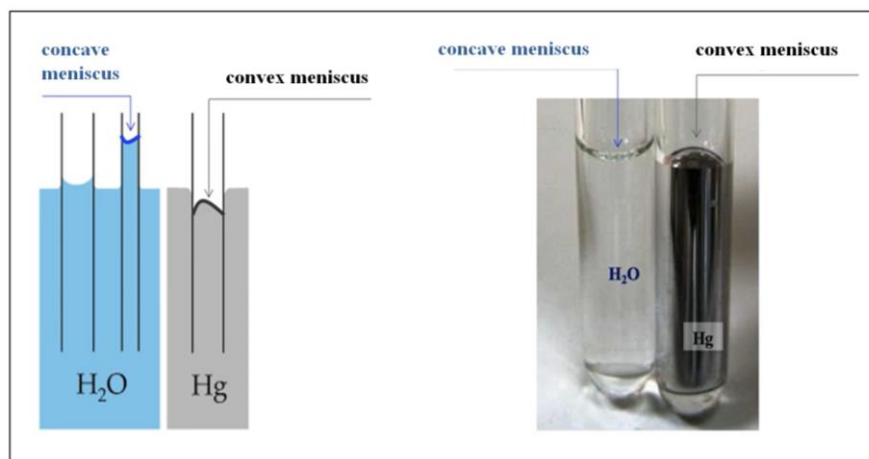 concave
meniscus
convex meniscus
H₂O
Hg
concave meniscus
convex meniscus
H₂O
Hg